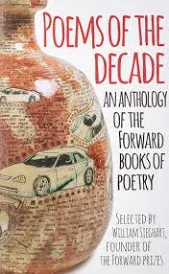 POEMS OF THE
DECADE
AN ANTHOLOGY
OF THE
FORWARD
BOOKS OF
POETRY
SELECTED BY
WILLIAM SIEGHART,
FOUNDER OF
THE FORWARD PRIZES